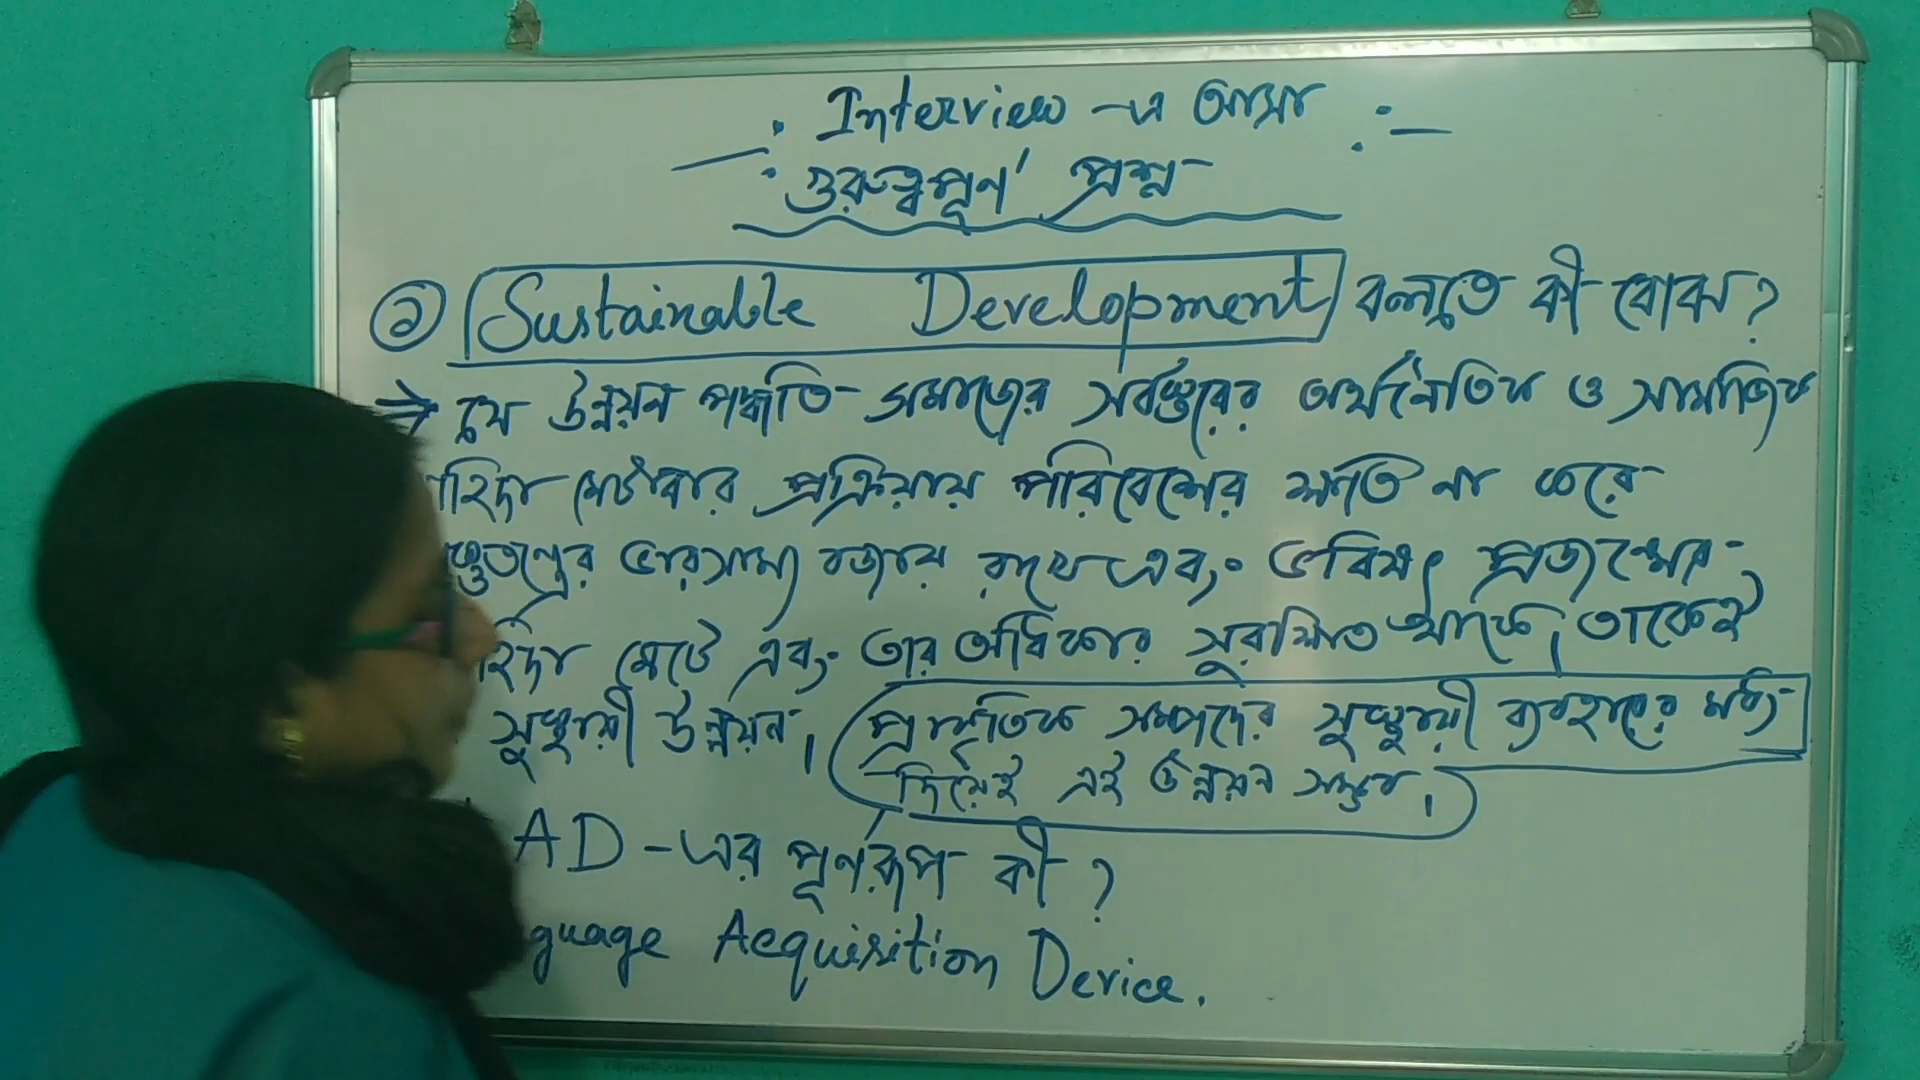 Interview -এ আসা :-
গুরুত্বপূর্ণ প্রশ্ন
১ Sustainable Development বলতে কী বোঝ?
→ যে উন্নয়ন পদ্ধতি সমাজের সর্বস্তরের অর্থনৈতিক ও সামাজিক
াহিদা মেটাবার প্রক্রিয়ায় পরিবেশের ক্ষতি না করে
স্তুতন্ত্রের ভারসাম্য বজায় রাখে এবং ভবিষ্যৎ প্রজন্মের
হিদা মেটে এবং তার অধিকার সুরক্ষিত থাকে, তাকেই
সুস্থায়ী উন্নয়ন। প্রাকৃতিক সম্পদের সুস্থায়ী ব্যবহারের মধ্য
দিয়েই এই উন্নয়ন সম্ভব।
AD -এর পূর্ণরূপ কী?
guage Acquisition Device.